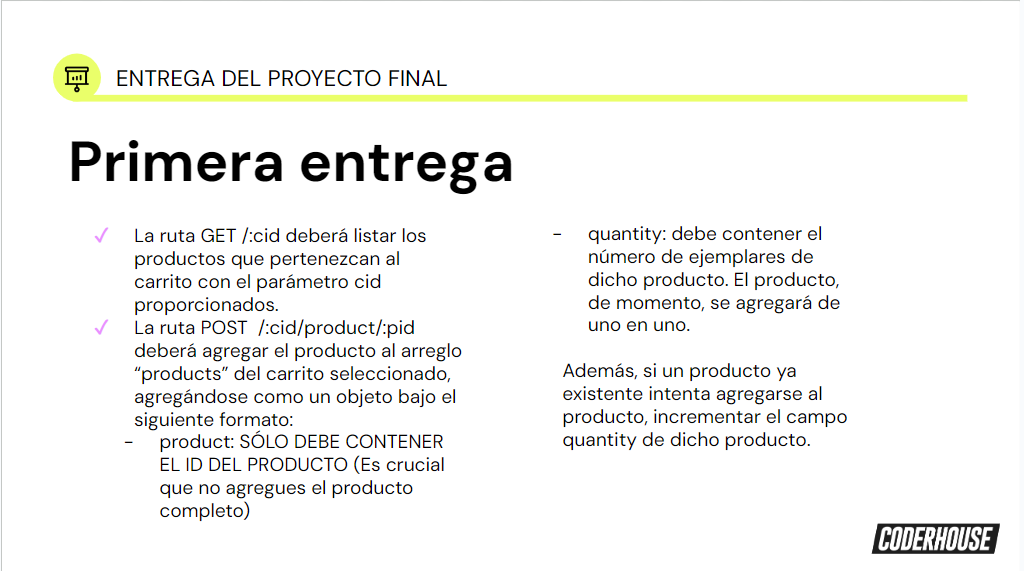 ENTREGA DEL PROYECTO FINAL
Primera entrega
✓ La ruta GET /:cid deberá listar los
productos que pertenezcan al
carrito con el parámetro cid
proporcionados.
✓ La ruta POST /:cid/product/:pid
deberá agregar el producto al arreglo
“products” del carrito seleccionado,
agregándose como un objeto bajo el
siguiente formato:
- product: SÓLO DEBE CONTENER
EL ID DEL PRODUCTO (Es crucial
que no agregues el producto
completo)
- quantity: debe contener el
número de ejemplares de
dicho producto. El producto,
de momento, se agregará de
uno en uno.
Además, si un producto ya
existente intenta agregarse al
producto, incrementar el campo
quantity de dicho producto.
CODERHOUSE